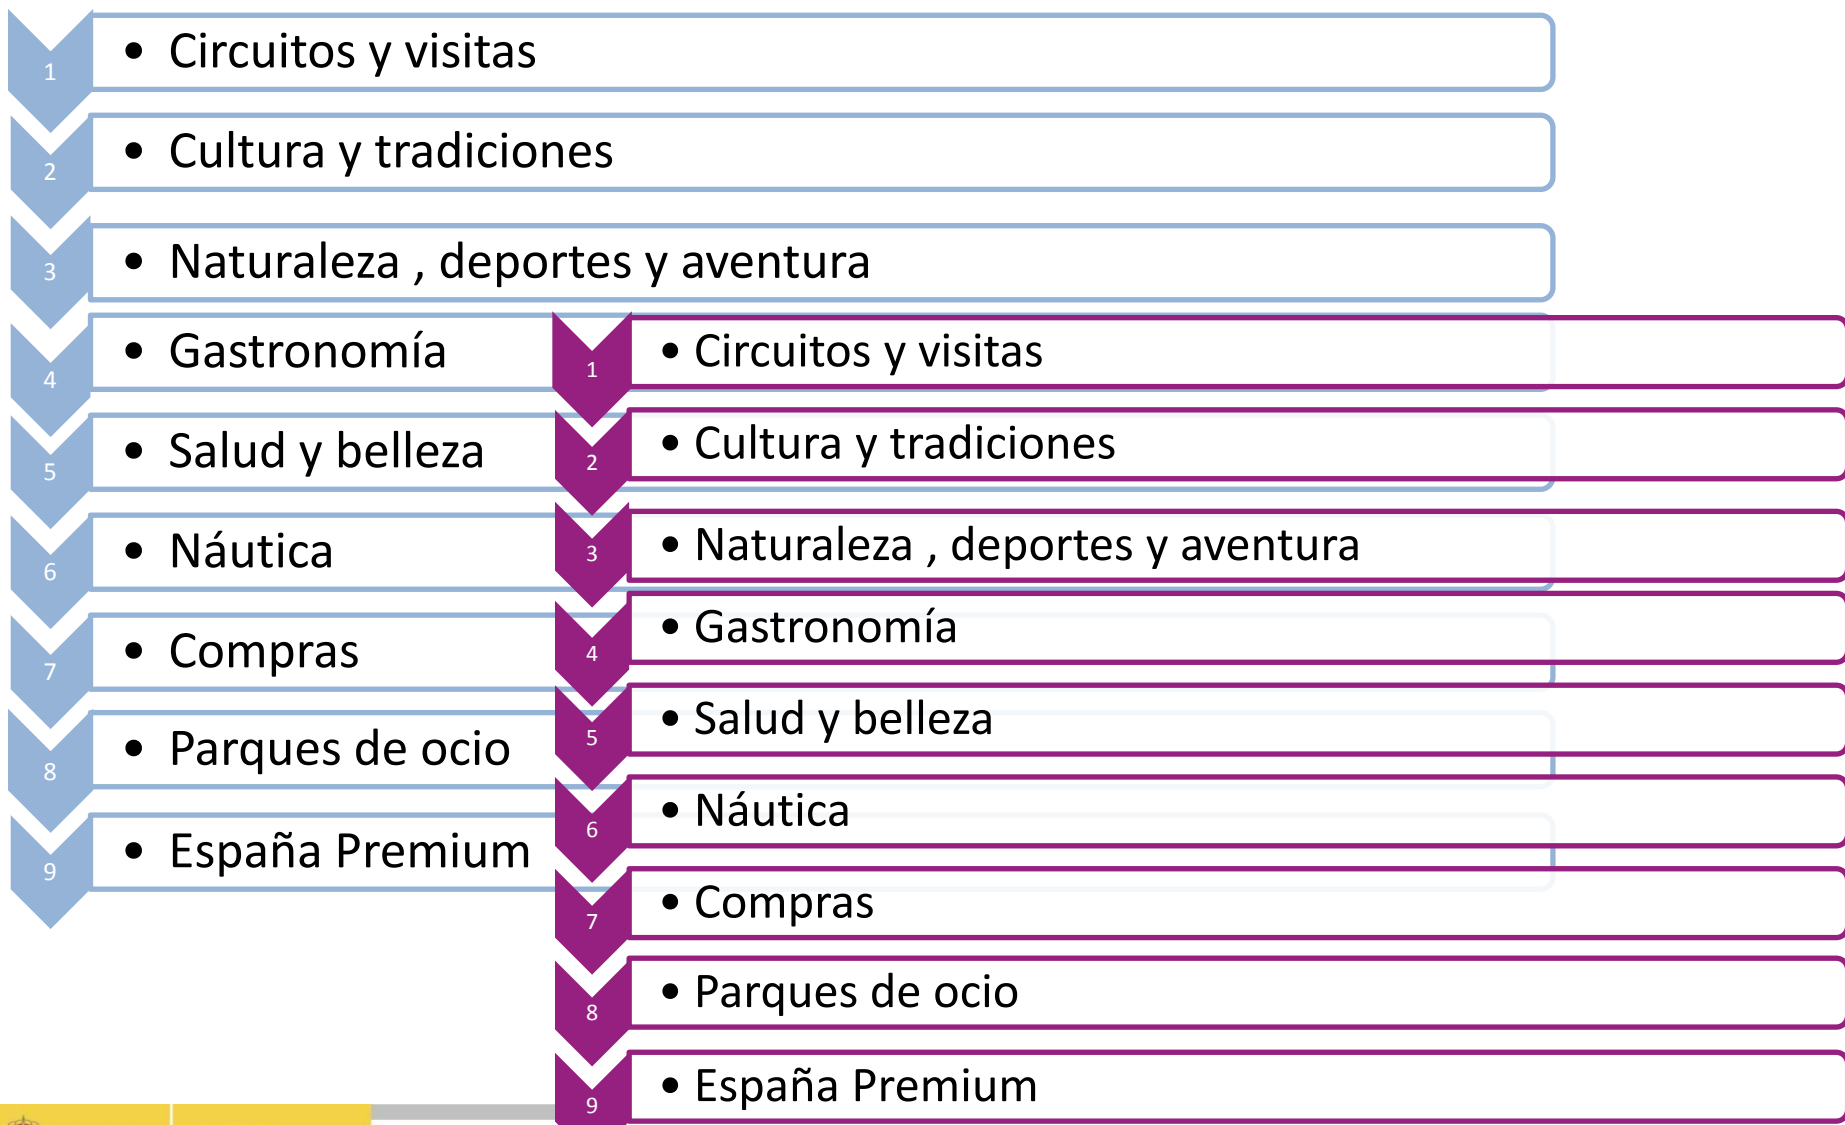 1 • Circuitos y visitas
2 • Cultura y tradiciones
3 • Naturaleza , deportes y aventura
4 • Gastronomía
5 • Salud y belleza
6 • Náutica
7 • Compras
8 • Parques de ocio
9 • España Premium
1 • Circuitos y visitas
2 • Cultura y tradiciones
3 • Naturaleza , deportes y aventura
4 • Gastronomía
5 • Salud y belleza
6 • Náutica
7 • Compras
8 • Parques de ocio
9 • España Premium